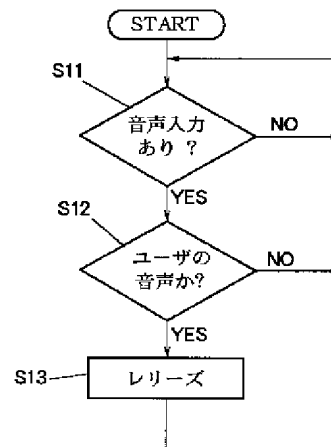 START
S11
音声入力
あり ?
NO
YES
S12
ユーザの
音声か?
NO
YES
S13
レリーズ